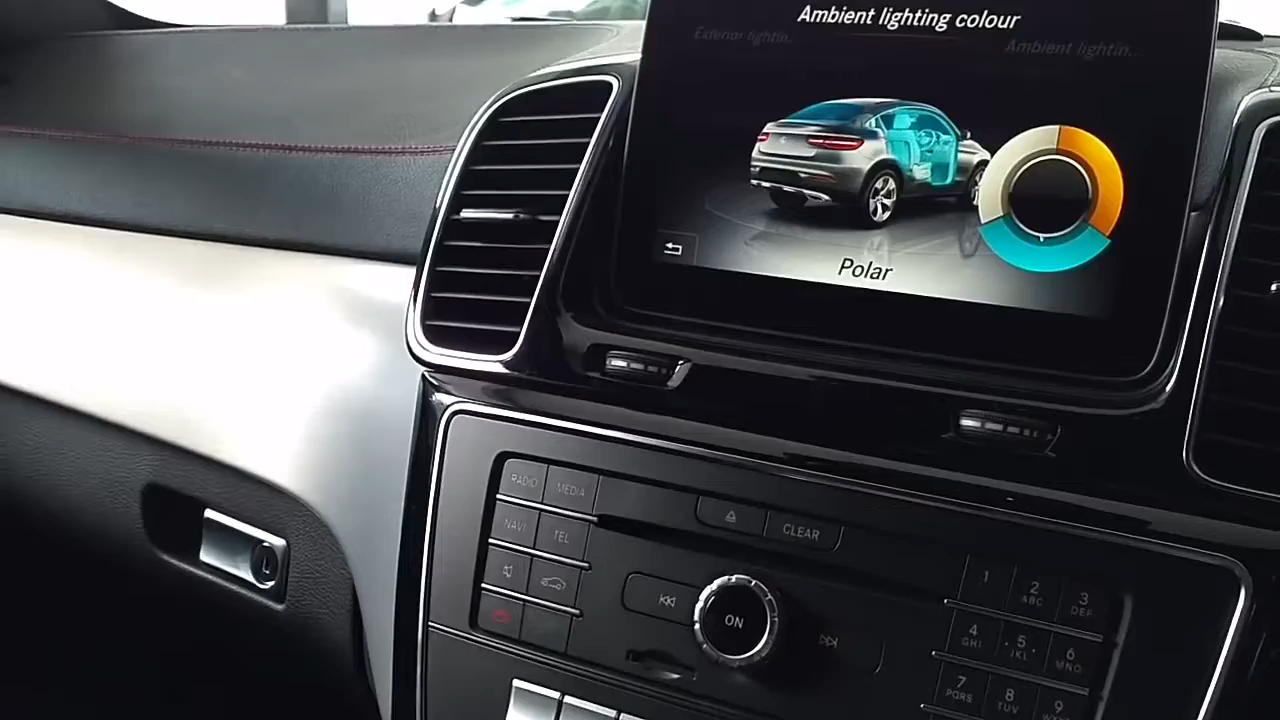 Ambient lighting colour
Exterior lightin..
Ambient lightin...
Polar
RADIO
MEDIA
NAVI
TEL
CLEAR
ON
1
2
ABC
3
DEF
4
GHI
5
JKL
6
MNO
7
PQRS
8
TUV
9